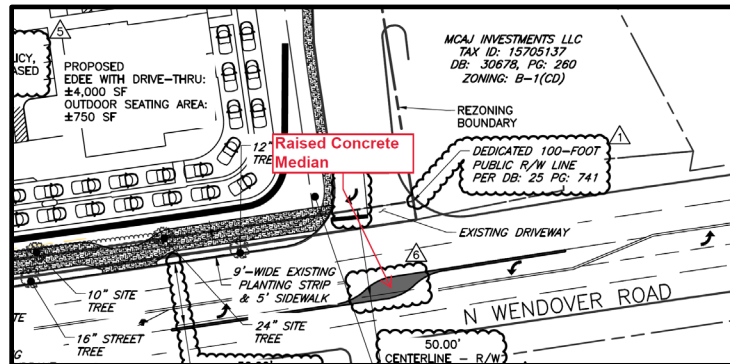 5
LICY,
ASED
PROPOSED
EDEE WITH DRIVE-THRU:
±4,000 SF
OUTDOOR SEATING AREA:
±750 SF
MCAJ INVESTMENTS LLC
TAX ID: 15705137
DB: 30678, PG: 260
ZONING: B-1(CD)
REZONING
BOUNDARY
1
12"
TRE
Raised Concrete
Median
DEDICATED 100-FOOT
PUBLIC R/W LINE
PER DB: 25 PG: 741
EXISTING DRIVEWAY
6
9'-WIDE EXISTING
PLANTING STRIP
& 5' SIDEWALK
10" SITE
TREE
16" STREET
TREE
24" SITE
TREE
N WENDOVER ROAD
50.00'
CENTERLINE - R/W